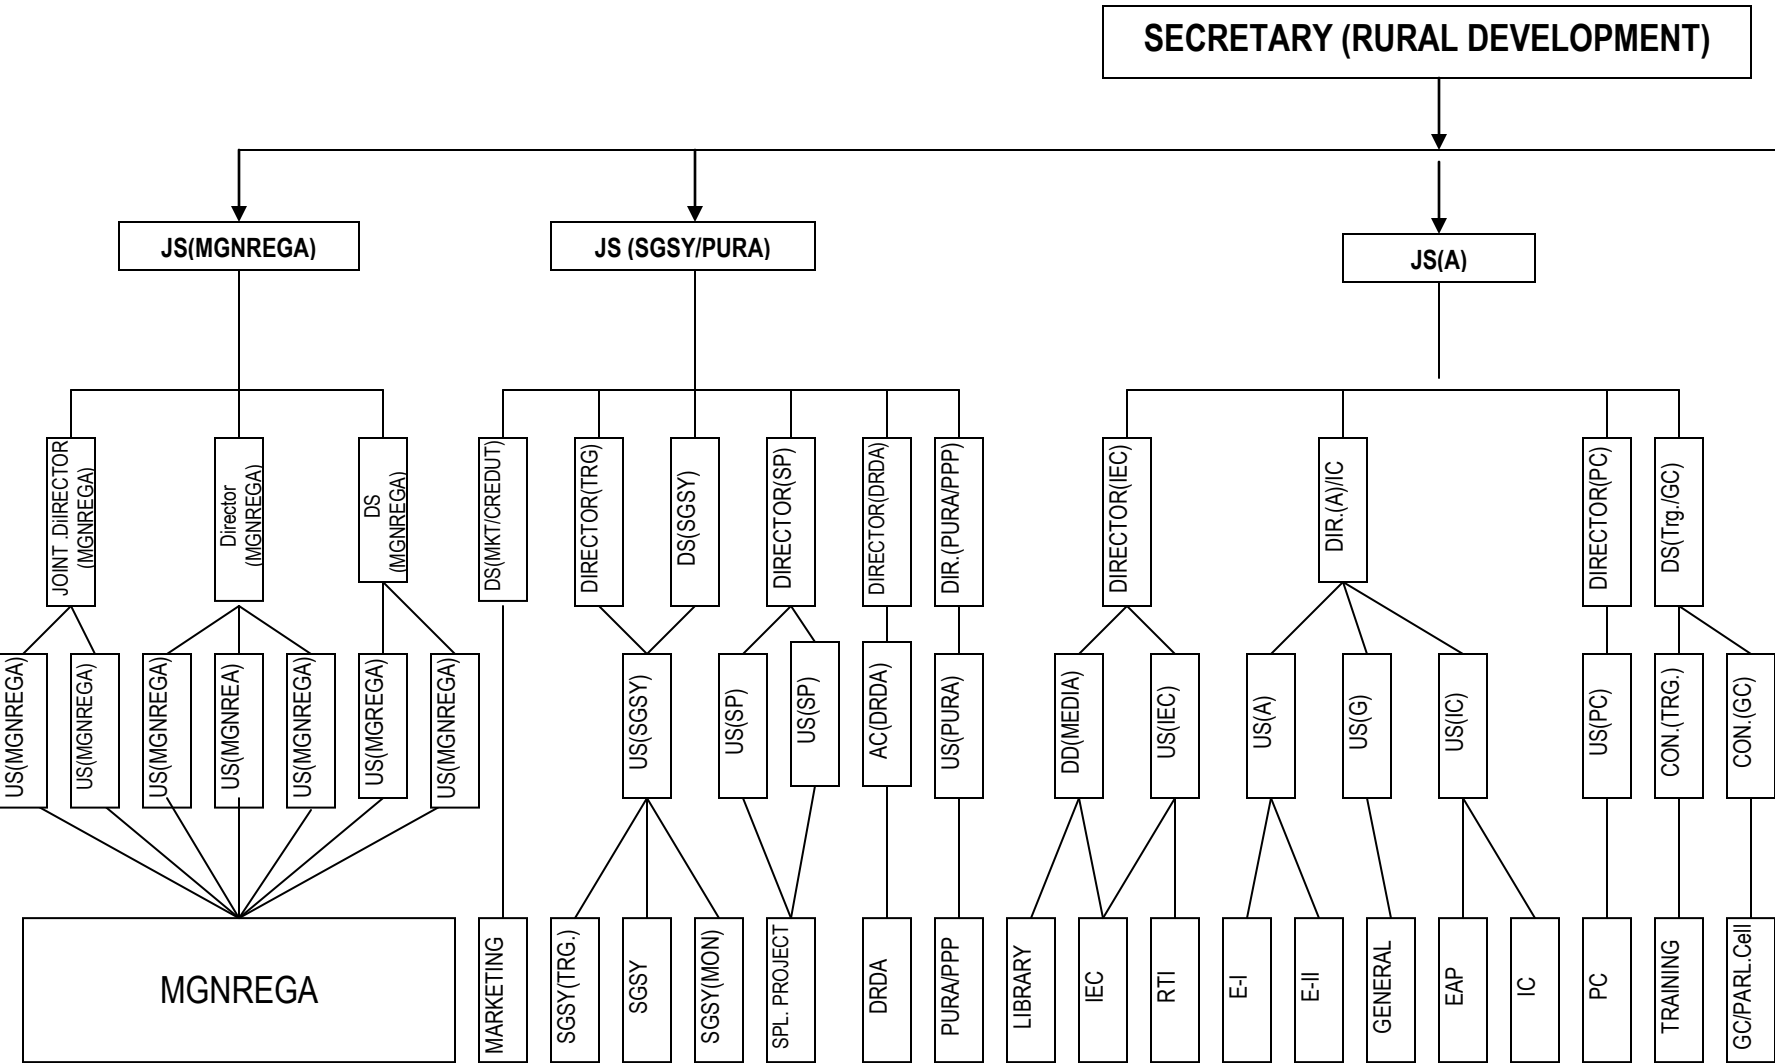 SECRETARY (RURAL DEVELOPMENT)
JS(MGNREGA)
JS (SGSY/PURA)
JS(A)
JOINT .DiIRECTOR
(MGNREGA)
Director
(MGNREGA)
DS
(MGNREGA)
DS(MKT/CREDUT)
DIRECTOR(TRG)
DS(SGSY)
DIRECTOR(SP)
DIRECTOR(DRDA)
DIR.(PURA/PPP)
DIRECTOR(IEC)
DIR.(A)/IC
DIRECTOR(PC)
DS(Trg./GC)
US(MGNREGA)
US(MGNREGA)
US(MGNREGA)
US(MGNREA)
US(MGNREGA)
US(MGREGA)
US(MGNREGA)
US(SGSY)
US(SP)
US(SP)
AC(DRDA)
US(PURA)
DD(MEDIA)
US(IEC)
US(A)
US(G)
US(IC)
US(PC)
CON.(TRG.)
CON.(GC)
MGNREGA
MARKETING
SGSY(TRG.)
SGSY
SGSY(MON)
SPL. PROJECT
DRDA
PURA/PPP
LIBRARY
IEC
RTI
E-I
E-II
GENERAL
EAP
IC
PC
TRAINING
GC/PARL.Cell